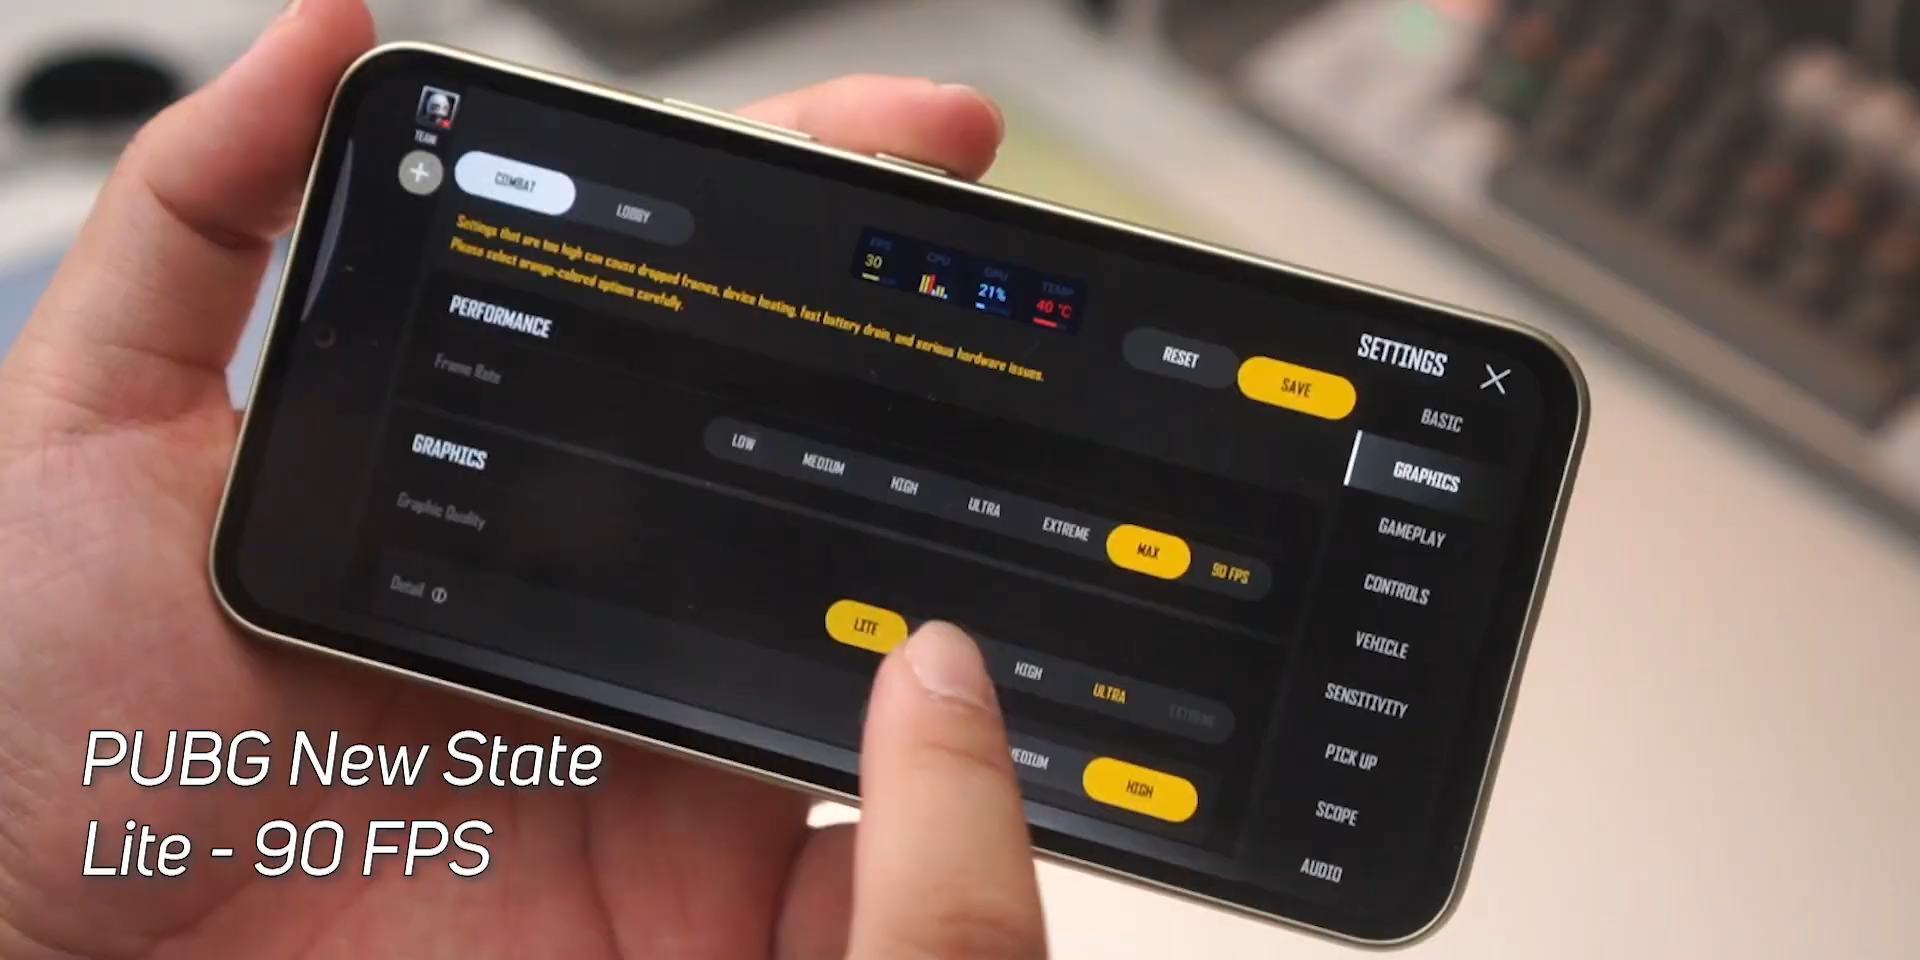 TEAM
COMBAT
LOBBY
Settings that are too high can cause dropped frames, device heating, fast battery drain, and serious hardware issues.
Please select orange-colored options carefully.
FPS
30
CPU
GPU
21%
TEMP
40 °C
RESET
SAVE
SETTINGS
PERFORMANCE
Frame Rate
LOW
MEDIUM
HIGH
ULTRA
EXTREME
MAX
90 FPS
GRAPHICS
Graphic Quality
LITE
HIGH
ULTRA
EXTREME
Detail
MEDIUM
HIGH
BASIC
GRAPHICS
GAMEPLAY
CONTROLS
VEHICLE
SENSITIVITY
PICK UP
SCOPE
AUDIO
PUBG New State
Lite - 90 FPS